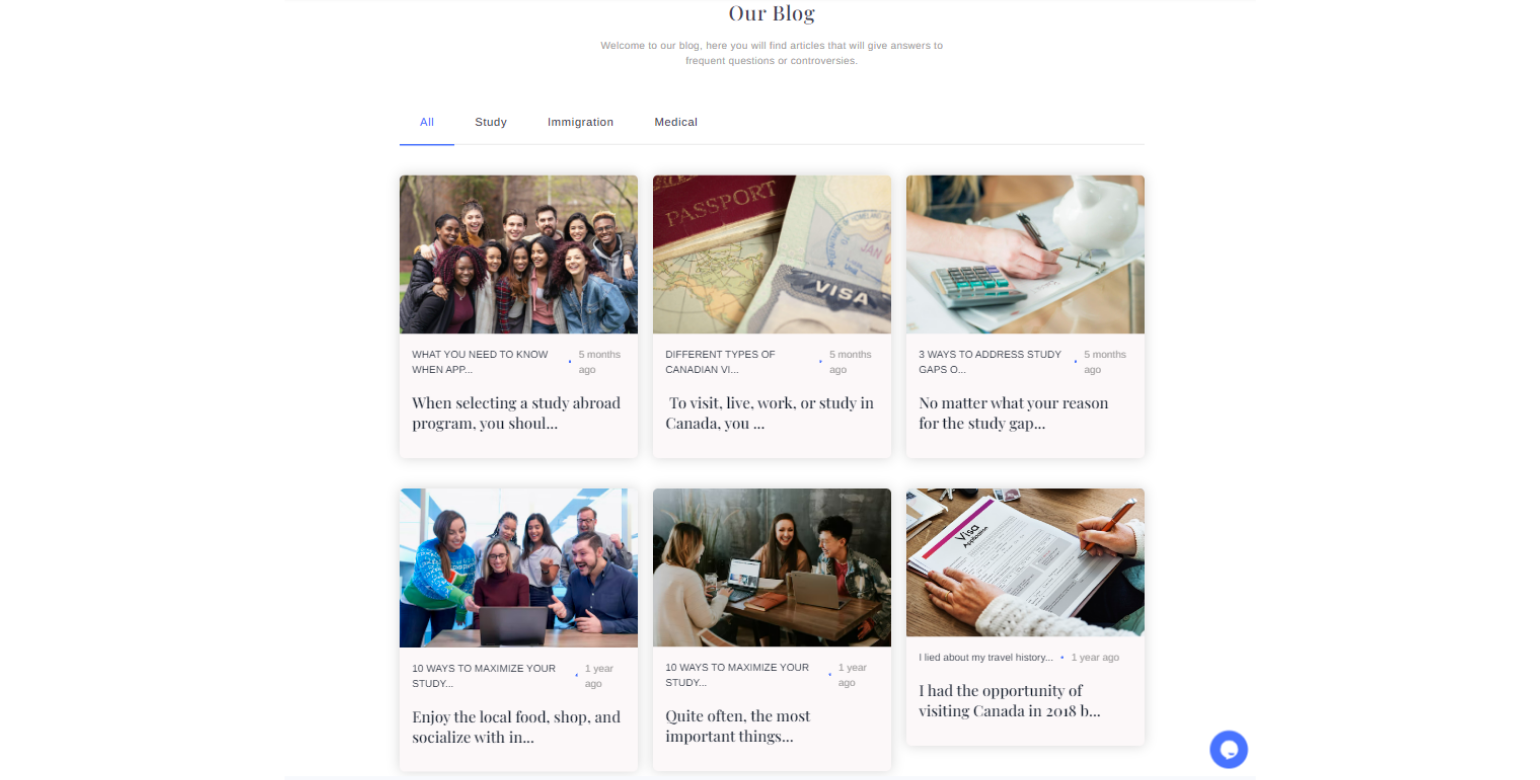 Our Blog
Welcome to our blog, here you will find articles that will give answers to
frequent questions or controversies.
All
Study
Immigration
Medical
PASSPORT
JAN
VISA
WHAT YOU NEED TO KNOW
WHEN APP...
5 months
ago
When selecting a study abroad
program, you shoul...
DIFFERENT TYPES OF
CANADIAN VI...
5 months
ago
To visit, live, work, or study in
Canada, you ...
3 WAYS TO ADDRESS STUDY
GAPS O...
5 months
ago
No matter what your reason
for the study gap...
Visa
Application
10 WAYS TO MAXIMIZE YOUR
STUDY...
1 year
ago
Enjoy the local food, shop, and
socialize with in...
10 WAYS TO MAXIMIZE YOUR
STUDY...
1 year
ago
Quite often, the most
important things...
I lied about my travel history...
1 year ago
I had the opportunity of
visiting Canada in 2018 b...